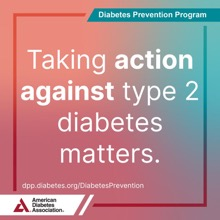 Diabetes Prevention Program
Taking action
against type 2
diabetes
matters.
dpp.diabetes.org/DiabetesPrevention
American
Diabetes
Association.